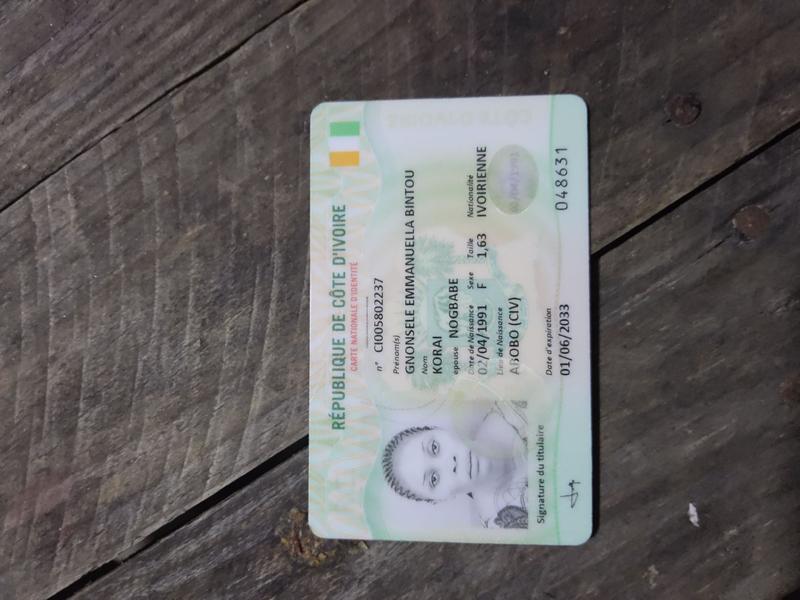 RÉPUBLIQUE DE CÔTE D'IVOIRE
CARTE NATIONALE D'IDENTITÉ
n° CI005802237
Prénom(s)
GNONSELE EMMANUELLA BINTOU
Nom
KORAI
epouse NOGBABE
Date de Naissance Sexe Taille Nationalité
02/04/1991 F 1,63 IVOIRIENNE
Lieu de Naissance
ABOBO (CIV)
Date d'expiration
01/06/2033
048631
Signature du titulaire